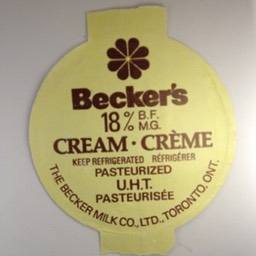 Becker's
18% B.F.
M.G.
CREAM · CRÈME
KEEP REFRIGERATED RÉFRIGÉRER
PASTEURIZED
U.H.T.
PASTEURISÉE
THE BECKER MILK CO., LTD., TORONTO, ONT.